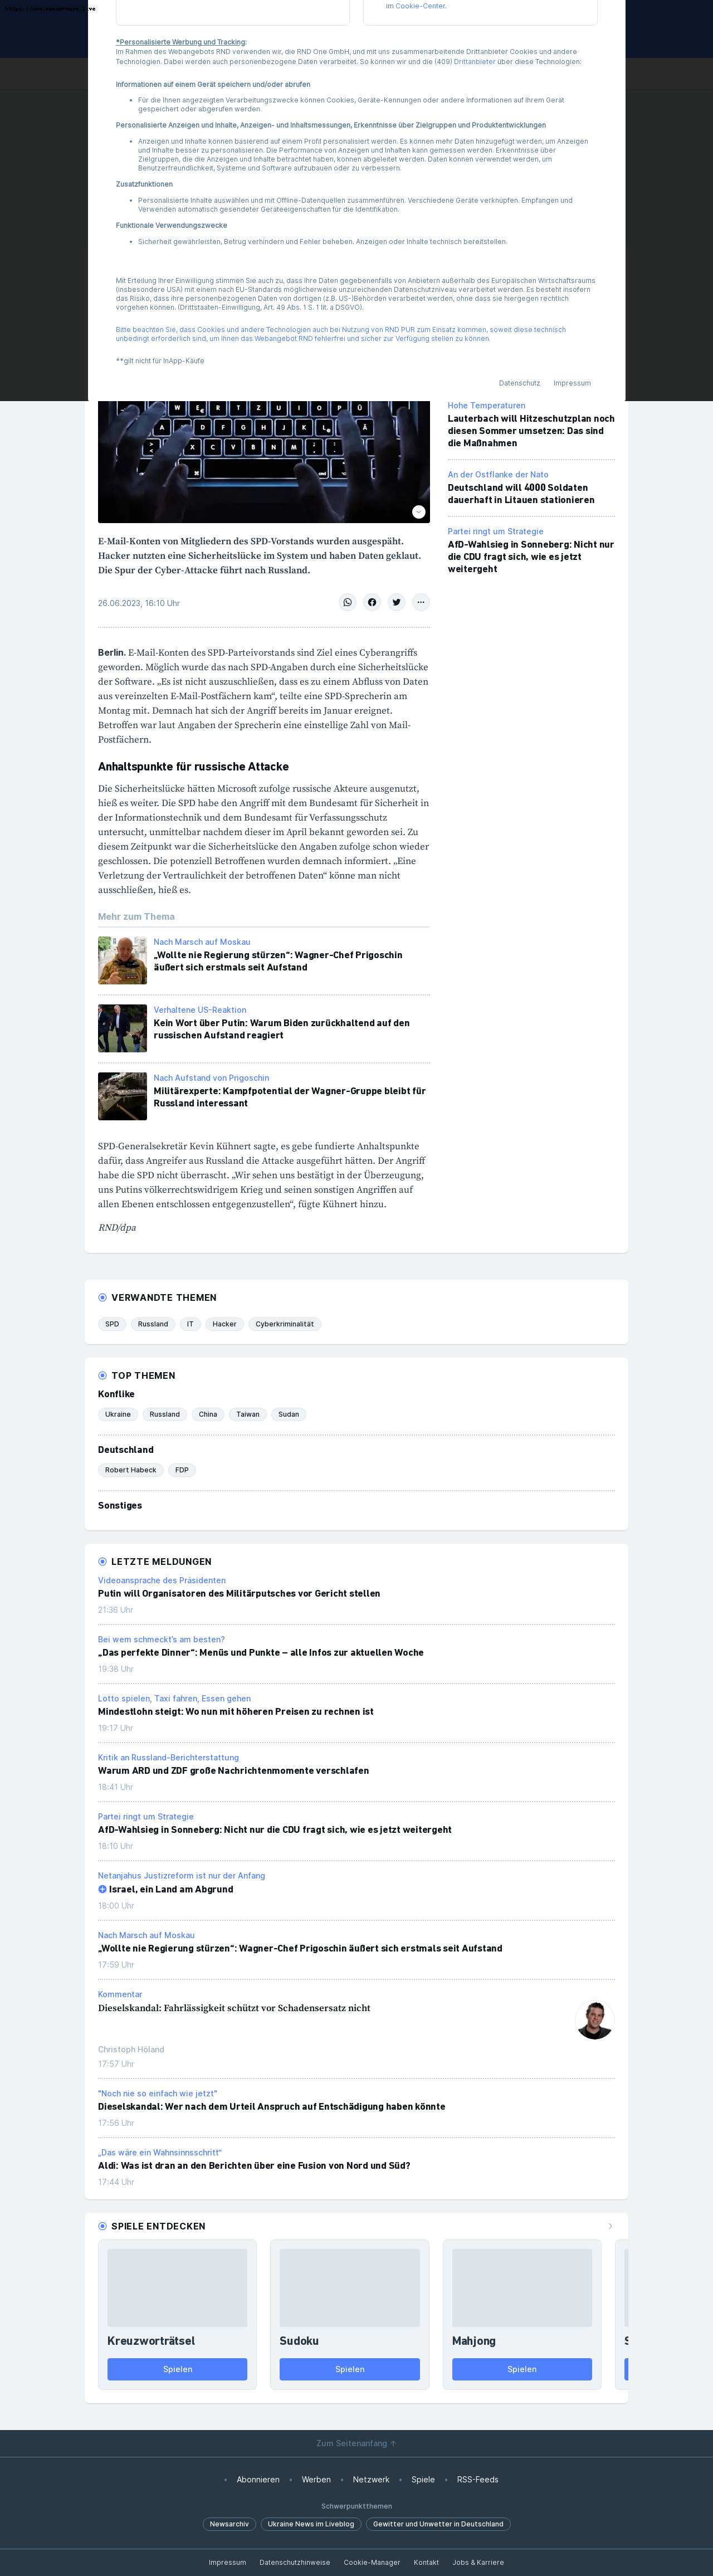 im Cookie-Center.
*Personalisierte Werbung und Tracking:
Im Rahmen des Webangebots RND verwenden wir, die RND One GmbH, und mit uns zusammenarbeitende Drittanbieter Cookies und andere
Technologien. Dabei werden auch personenbezogene Daten verarbeitet. So können wir und die (409) Drittanbieter über diese Technologien:
Informationen auf einem Gerät speichern und/oder abrufen
• Für die Ihnen angezeigten Verarbeitungszwecke können Cookies, Geräte-Kennungen oder andere Informationen auf Ihrem Gerät
gespeichert oder abgerufen werden.
Personalisierte Anzeigen und Inhalte, Anzeigen- und Inhaltsmessungen, Erkenntnisse über Zielgruppen und Produktentwicklungen
• Anzeigen und Inhalte können basierend auf einem Profil personalisiert werden. Es können mehr Daten hinzugefügt werden, um Anzeigen
und Inhalte besser zu personalisieren. Die Performance von Anzeigen und Inhalten kann gemessen werden. Erkenntnisse über
Zielgruppen, die die Anzeigen und Inhalte betrachtet haben, können abgeleitet werden. Daten können verwendet werden, um
Benutzerfreundlichkeit, Systeme und Software aufzubauen oder zu verbessern.
Zusatzfunktionen
• Personalisierte Inhalte auswählen und mit Offline-Datenquellen zusammenführen. Verschiedene Geräte verknüpfen. Empfangen und
Verwenden automatisch gesendeter Geräteeigenschaften für die Identifikation.
Funktionale Verwendungszwecke
• Sicherheit gewährleisten, Betrug verhindern und Fehler beheben. Anzeigen oder Inhalte technisch bereitstellen.
Mit Erteilung Ihrer Einwilligung stimmen Sie auch zu, dass Ihre Daten gegebenenfalls von Anbietern außerhalb des Europäischen Wirtschaftsraums
(insbesondere USA) mit einem nach EU-Standards möglicherweise unzureichenden Datenschutzniveau verarbeitet werden. Es besteht insofern
das Risiko, dass ihre personenbezogenen Daten von dortigen (z.B. US-)Behörden verarbeitet werden, ohne dass sie hiergegen rechtlich
vorgehen können. (Drittstaaten-Einwilligung, Art. 49 Abs. 1 S. 1 lit. a DSGVO).
Bitte beachten Sie, dass Cookies und andere Technologien auch bei Nutzung von RND PUR zum Einsatz kommen, soweit diese technisch
unbedingt erforderlich sind, um Ihnen das Webangebot RND fehlerfrei und sicher zur Verfügung stellen zu können.
**gilt nicht für InApp-Käufe
Datenschutz Impressum
E-Mail-Konten von Mitgliedern des SPD-Vorstands wurden ausgespäht.
Hacker nutzten eine Sicherheitslücke im System und haben Daten geklaut.
Die Spur der Cyber-Attacke führt nach Russland.
26.06.2023, 16:10 Uhr
Berlin. E-Mail-Konten des SPD-Parteivorstands sind Ziel eines Cyberangriffs
geworden. Möglich wurde das nach SPD-Angaben durch eine Sicherheitslücke
der Software. „Es ist nicht auszuschließen, dass es zu einem Abfluss von Daten
aus vereinzelten E-Mail-Postfächern kam“, teilte eine SPD-Sprecherin am
Montag mit. Demnach hat sich der Angriff bereits im Januar ereignet.
Betroffen war laut Angaben der Sprecherin eine einstellige Zahl von Mail-
Postfächern.
Anhaltspunkte für russische Attacke
Die Sicherheitslücke hätten Microsoft zufolge russische Akteure ausgenutzt,
hieß es weiter. Die SPD habe den Angriff mit dem Bundesamt für Sicherheit in
der Informationstechnik und dem Bundesamt für Verfassungsschutz
untersucht, unmittelbar nachdem dieser im April bekannt geworden sei. Zu
diesem Zeitpunkt war die Sicherheitslücke den Angaben zufolge schon wieder
geschlossen. Die potenziell Betroffenen wurden demnach informiert. „Eine
Verletzung der Vertraulichkeit der betroffenen Daten“ könne man nicht
ausschließen, hieß es.
Mehr zum Thema
Nach Marsch auf Moskau
„Wollte nie Regierung stürzen“: Wagner-Chef Prigoschin
äußert sich erstmals seit Aufstand
Verhaltene US-Reaktion
Kein Wort über Putin: Warum Biden zurückhaltend auf den
russischen Aufstand reagiert
Nach Aufstand von Prigoschin
Militärexperte: Kampfpotential der Wagner-Gruppe bleibt für
Russland interessant
SPD-Generalsekretär Kevin Kühnert sagte, es gebe fundierte Anhaltspunkte
dafür, dass Angreifer aus Russland die Attacke ausgeführt hätten. Der Angriff
habe die SPD nicht überrascht. „Wir sehen uns bestätigt in der Überzeugung,
uns Putins völkerrechtswidrigem Krieg und seinen sonstigen Angriffen auf
allen Ebenen entschlossen entgegenzustellen“, fügte Kühnert hinzu.
RND/dpa
Hohe Temperaturen
Lauterbach will Hitzeschutzplan noch
diesen Sommer umsetzen: Das sind
die Maßnahmen
An der Ostflanke der Nato
Deutschland will 4000 Soldaten
dauerhaft in Litauen stationieren
Partei ringt um Strategie
AfD-Wahlsieg in Sonneberg: Nicht nur
die CDU fragt sich, wie es jetzt
weitergeht
VERWANDTE THEMEN
SPD Russland IT Hacker Cyberkriminalität
TOP THEMEN
Konflike
Ukraine Russland China Taiwan Sudan
Deutschland
Robert Habeck FDP
Sonstiges
LETZTE MELDUNGEN
Videoansprache des Präsidenten
Putin will Organisatoren des Militärputsches vor Gericht stellen
21:36 Uhr
Bei wem schmeckt’s am besten?
„Das perfekte Dinner“: Menüs und Punkte – alle Infos zur aktuellen Woche
19:38 Uhr
Lotto spielen, Taxi fahren, Essen gehen
Mindestlohn steigt: Wo nun mit höheren Preisen zu rechnen ist
19:17 Uhr
Kritik an Russland-Berichterstattung
Warum ARD und ZDF große Nachrichtenmomente verschlafen
18:41 Uhr
Partei ringt um Strategie
AfD-Wahlsieg in Sonneberg: Nicht nur die CDU fragt sich, wie es jetzt weitergeht
18:10 Uhr
Netanjahus Justizreform ist nur der Anfang
Israel, ein Land am Abgrund
18:00 Uhr
Nach Marsch auf Moskau
„Wollte nie Regierung stürzen“: Wagner-Chef Prigoschin äußert sich erstmals seit Aufstand
17:59 Uhr
Kommentar
Dieselskandal: Fahrlässigkeit schützt vor Schadensersatz nicht
Christoph Höland
17:57 Uhr
"Noch nie so einfach wie jetzt"
Dieselskandal: Wer nach dem Urteil Anspruch auf Entschädigung haben könnte
17:56 Uhr
„Das wäre ein Wahnsinnsschritt“
Aldi: Was ist dran an den Berichten über eine Fusion von Nord und Süd?
17:44 Uhr
SPIELE ENTDECKEN
Kreuzworträtsel Sudoku Mahjong
Spielen Spielen Spielen
Zum Seitenanfang ↑
• Abonnieren • Werben • Netzwerk • Spiele • RSS-Feeds
Schwerpunktthemen
Newsarchiv Ukraine News im Liveblog Gewitter und Unwetter in Deutschland
Impressum Datenschutzhinweise Cookie-Manager Kontakt Jobs & Karriere